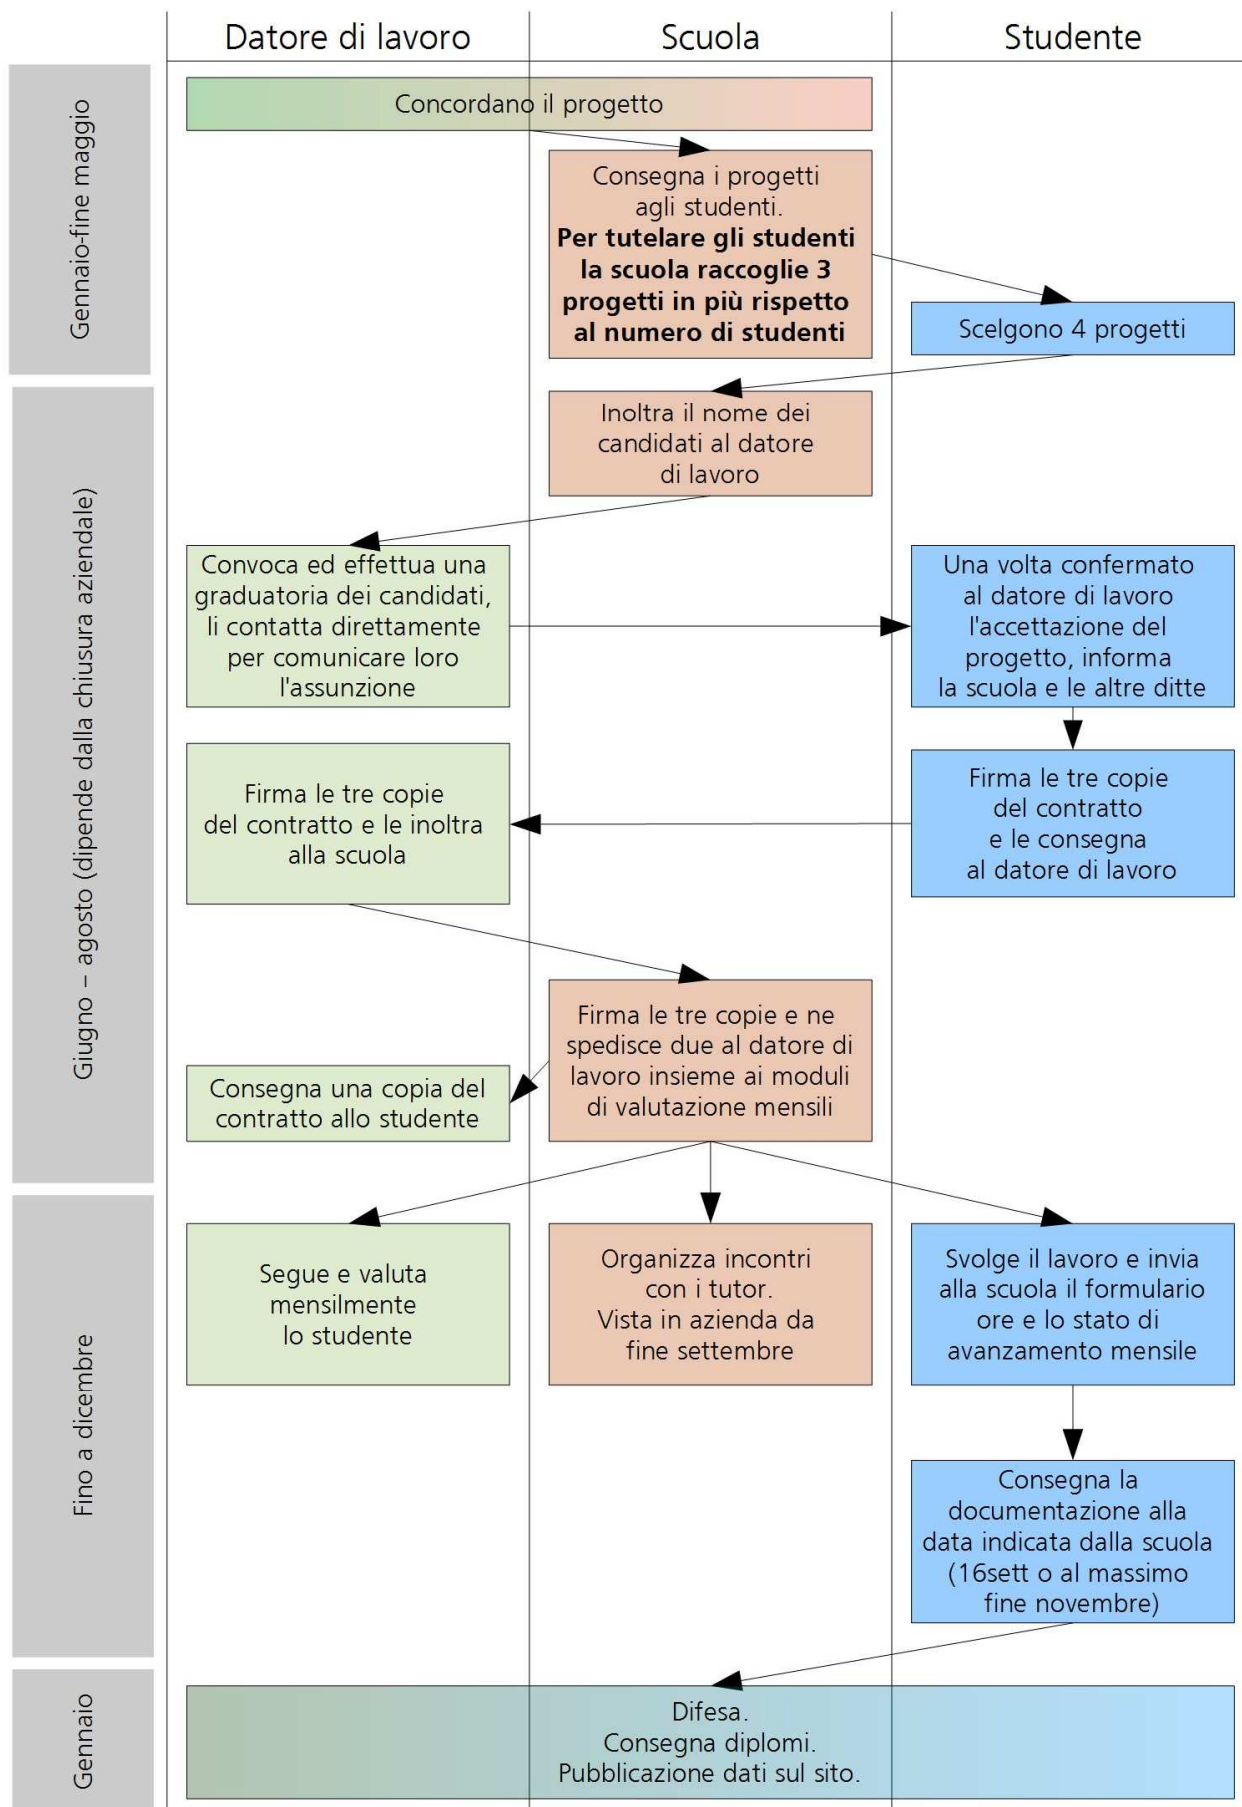 Datore di lavoro
Scuola
Studente
Gennaio-fine maggio
Concordano il progetto
Consegna i progetti
agli studenti.
Per tutelare gli studenti
la scuola raccoglie 3
progetti in più rispetto
al numero di studenti
Scelgono 4 progetti
Giugno – agosto (dipende dalla chiusura aziendale)
Inoltra il nome dei
candidati al datore
di lavoro
Convoca ed effettua una
graduatoria dei candidati,
li contatta direttamente
per comunicare loro
l'assunzione
Una volta confermato
al datore di lavoro
l'accettazione del
progetto, informa
la scuola e le altre ditte
Firma le tre copie
del contratto e le inoltra
alla scuola
Firma le tre copie
del contratto
e le consegna
al datore di lavoro
Firma le tre copie e ne
spedisce due al datore di
lavoro insieme ai moduli
di valutazione mensili
Consegna una copia del
contratto allo studente
Fino a dicembre
Segue e valuta
mensilmente
lo studente
Organizza incontri
con i tutor.
Vista in azienda da
fine settembre
Svolge il lavoro e invia
alla scuola il formulario
ore e lo stato di
avanzamento mensile
Consegna la
documentazione alla
data indicata dalla scuola
(16sett o al massimo
fine novembre)
Gennaio
Difesa.
Consegna diplomi.
Pubblicazione dati sul sito.